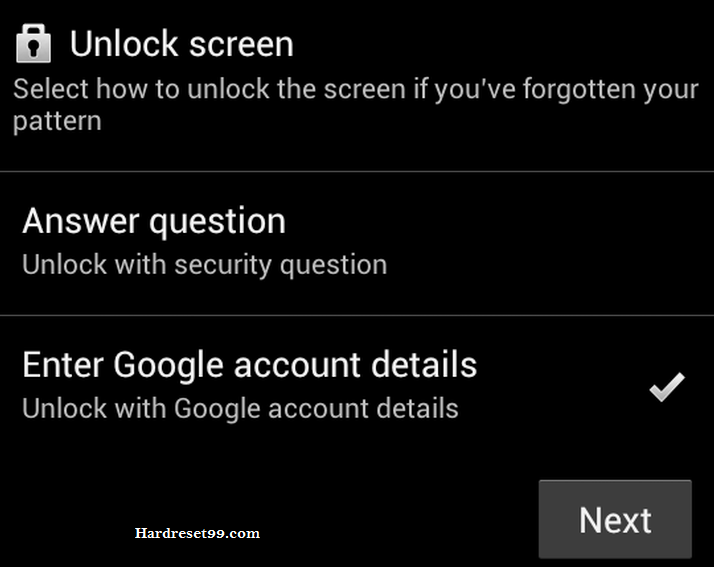 Unlock screen
Select how to unlock the screen if you've forgotten your
pattern
Answer question
Unlock with security question
Enter Google account details
Unlock with Google account details
Next
Hardreset99.com